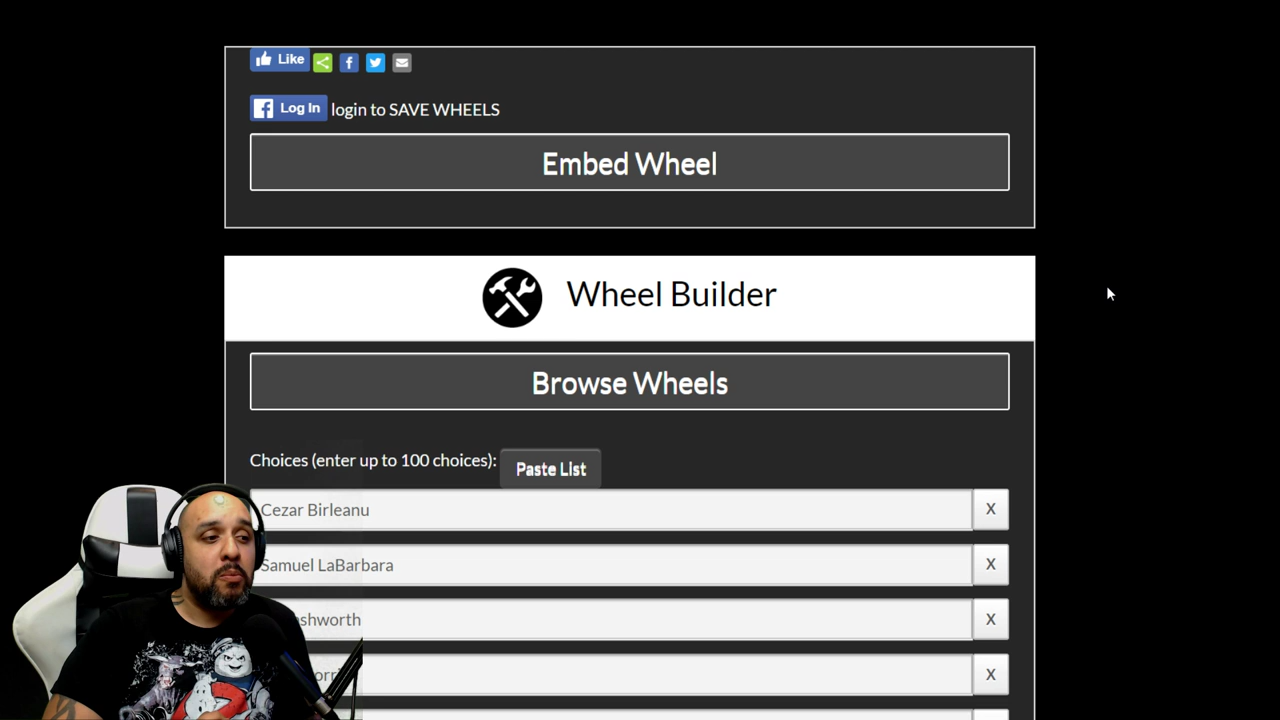 Like
Log In login to SAVE WHEELS
Embed Wheel
Wheel Builder
Browse Wheels
Choices (enter up to 100 choices): Paste List
Cezar Birleanu X
Samuel LaBarbara X
X
X